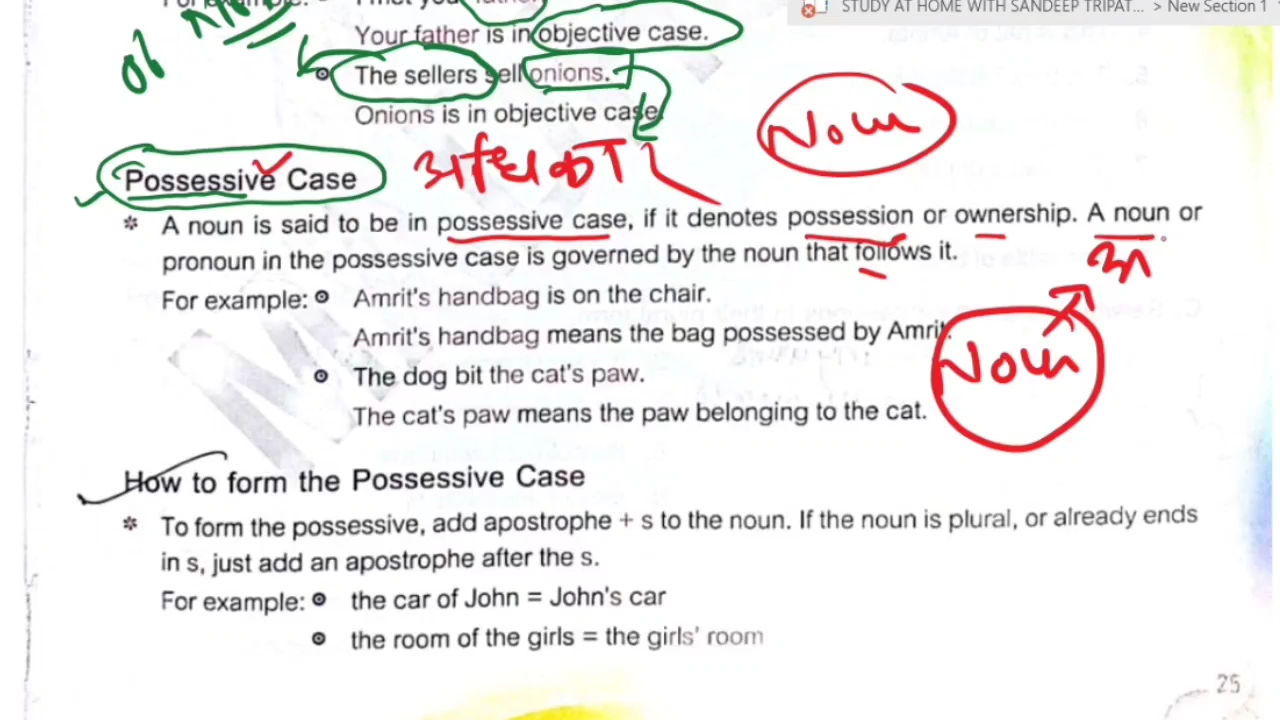 STUDY AT HOME WITH SANDEEP TRIPAT... > New Section 1
Your father is in objective case.
The sellers sell onions.
Onions is in objective case.
Noun
Possessive Case
* A noun is said to be in possessive case, if it denotes possession or ownership. A noun or
pronoun in the possessive case is governed by the noun that follows it.
For example: Amrit's handbag is on the chair.
Amrit's handbag means the bag possessed by Amrit.
Noun
The dog bit the cat's paw.
The cat's paw means the paw belonging to the cat.
How to form the Possessive Case
* To form the possessive, add apostrophe + s to the noun. If the noun is plural, or already ends
in s, just add an apostrophe after the s.
For example: the car of John = John's car
the room of the girls = the girls' room
25